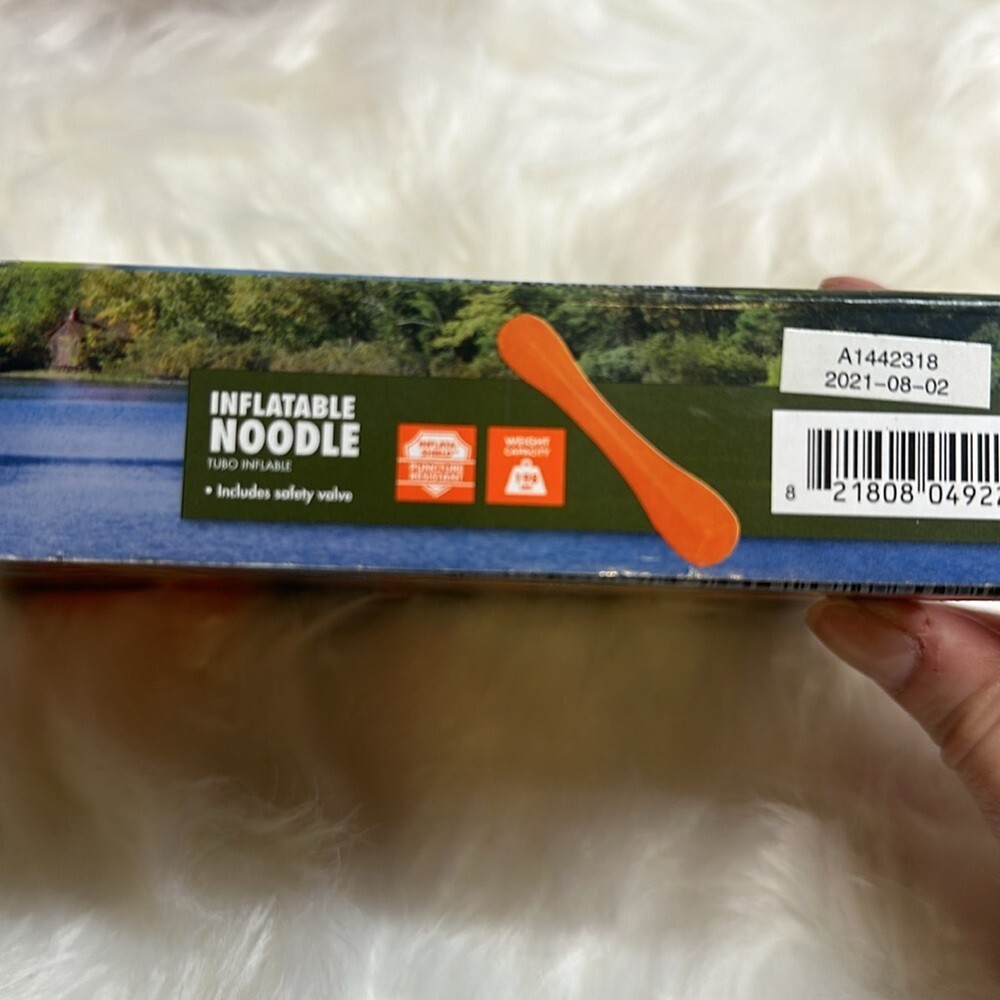 INFLATABLE
NOODLE
TUBO INFLABLE
• Includes safety valve
PUNCTURE
RESISTANT
WEIGHT
CAPACITY
A1442318
2021-08-02
8 21808 0492